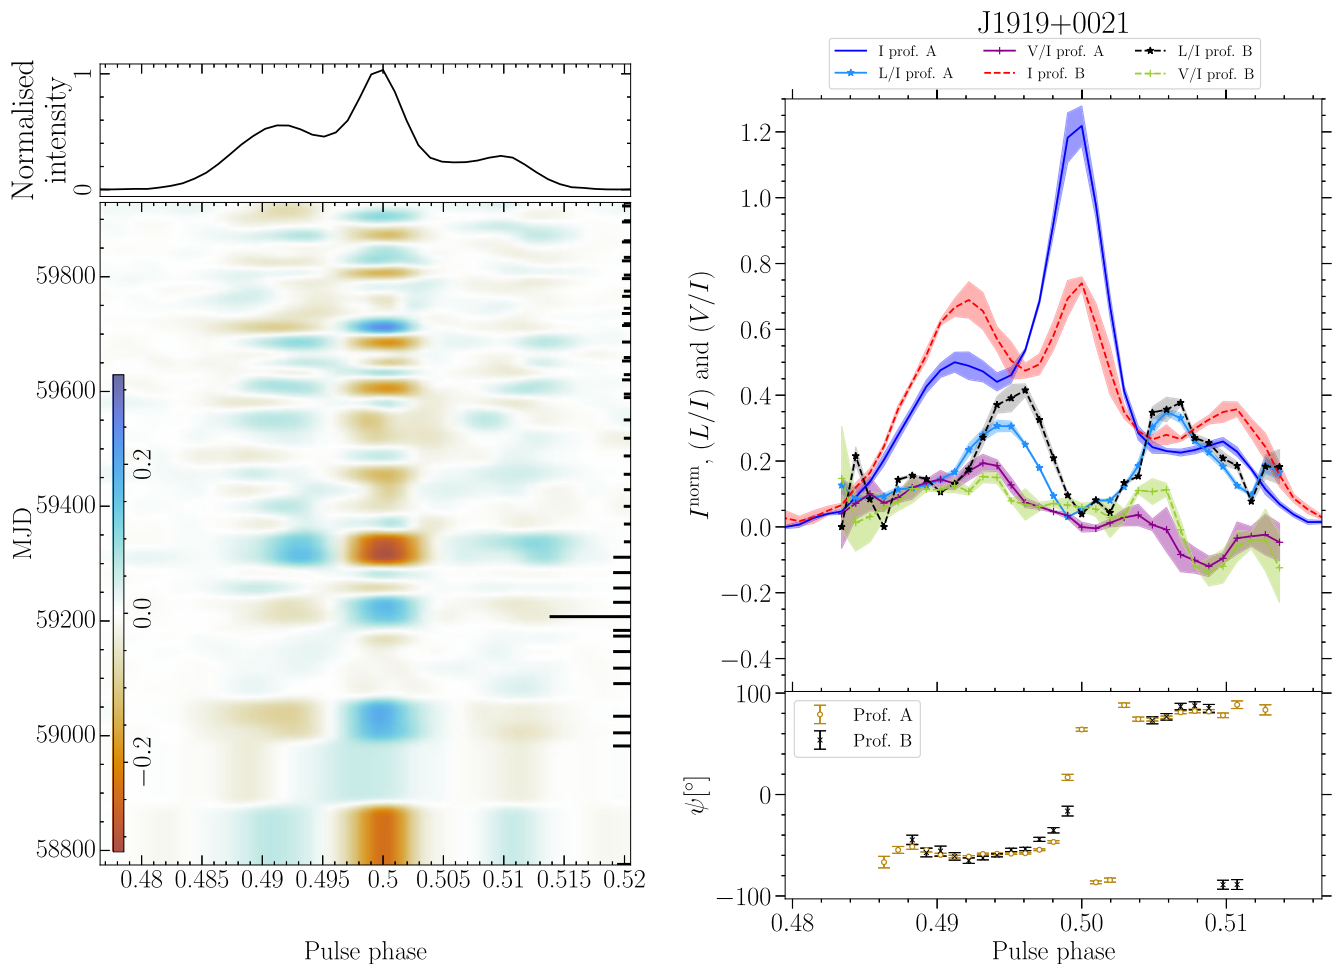 J1919+0021
I prof. A
V/I prof. A
L/I prof. B
L/I prof. A
I prof. B
V/I prof. B
Normalised
intensity
1
0
MJD
59800
59600
59400
59200
59000
58800
0.2
0.0
−0.2
0.48
0.485
0.49
0.495
0.5
0.505
0.51
0.515
0.52
Pulse phase
I^norm, (L/I) and (V/I)
1.2
1.0
0.8
0.6
0.4
0.2
0.0
−0.2
−0.4
100
0
−100
ψ[°]
Prof. A
Prof. B
0.48
0.49
0.50
0.51
Pulse phase